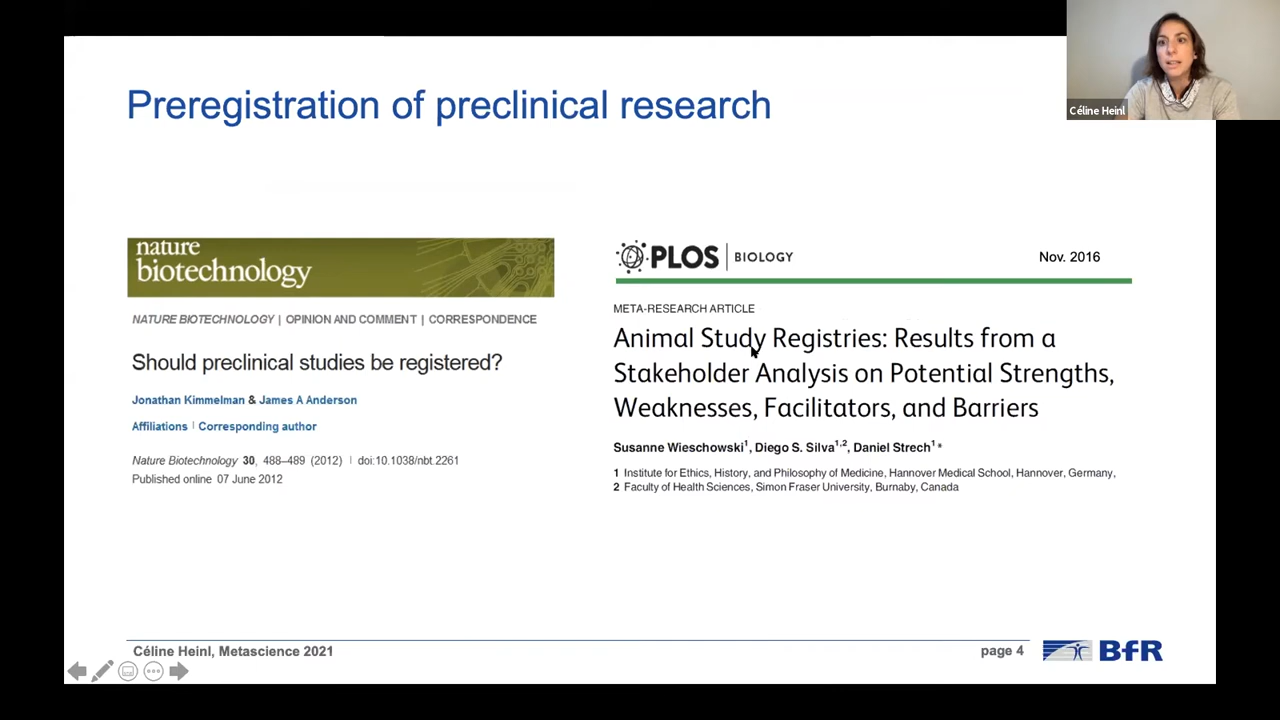 Preregistration of preclinical research
Céline Heinl
nature
biotechnology
NATURE BIOTECHNOLOGY | OPINION AND COMMENT | CORRESPONDENCE
Should preclinical studies be registered?
Jonathan Kimmelman & James A Anderson
Affiliations | Corresponding author
Nature Biotechnology 30, 488–489 (2012) | doi:10.1038/nbt.2261
Published online 07 June 2012
PLOS | BIOLOGY
Nov. 2016
META-RESEARCH ARTICLE
Animal Study Registries: Results from a
Stakeholder Analysis on Potential Strengths,
Weaknesses, Facilitators, and Barriers
Susanne Wieschowski1, Diego S. Silva1,2, Daniel Strech1*
1 Institute for Ethics, History, and Philosophy of Medicine, Hannover Medical School, Hannover, Germany,
2 Faculty of Health Sciences, Simon Fraser University, Burnaby, Canada
Céline Heinl, Metascience 2021
page 4
BfR